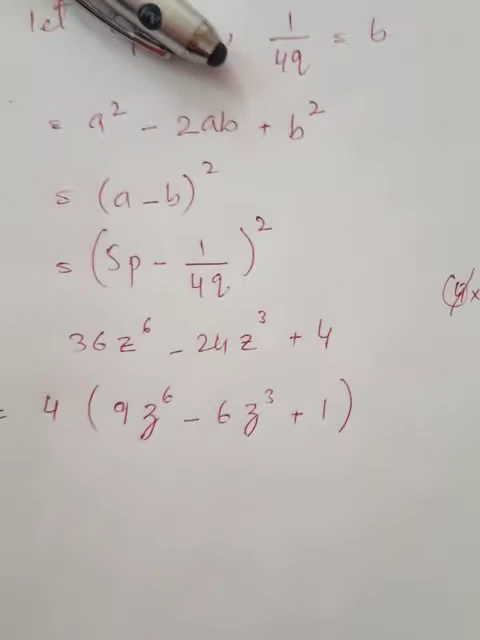 let , 1/4q = b
= a² - 2ab + b²
= (a - b)²
= (5p - 1/4q)²
36z⁶ - 24z³ + 4
= 4 (9z⁶ - 6z³ + 1)